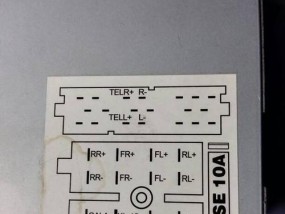 TELR+ R-
TELL+ L-
RR+ FR+ FL+ RL+
RR- FR- FL- RL-
SE 10A